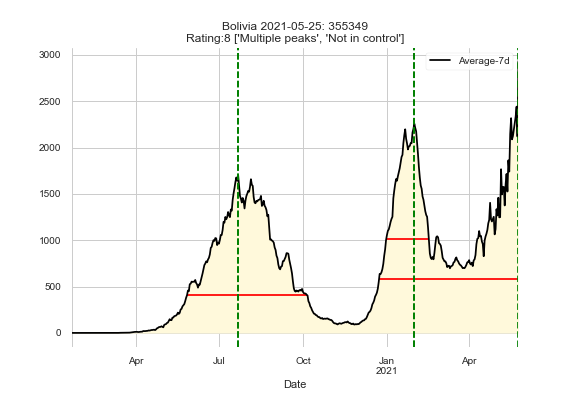 Bolivia 2021-05-25: 355349
Rating:8 ['Multiple peaks', 'Not in control']
Average-7d
3000
2500
2000
1500
1000
500
0
Apr
Jul
Oct
Jan
2021
Apr
Date